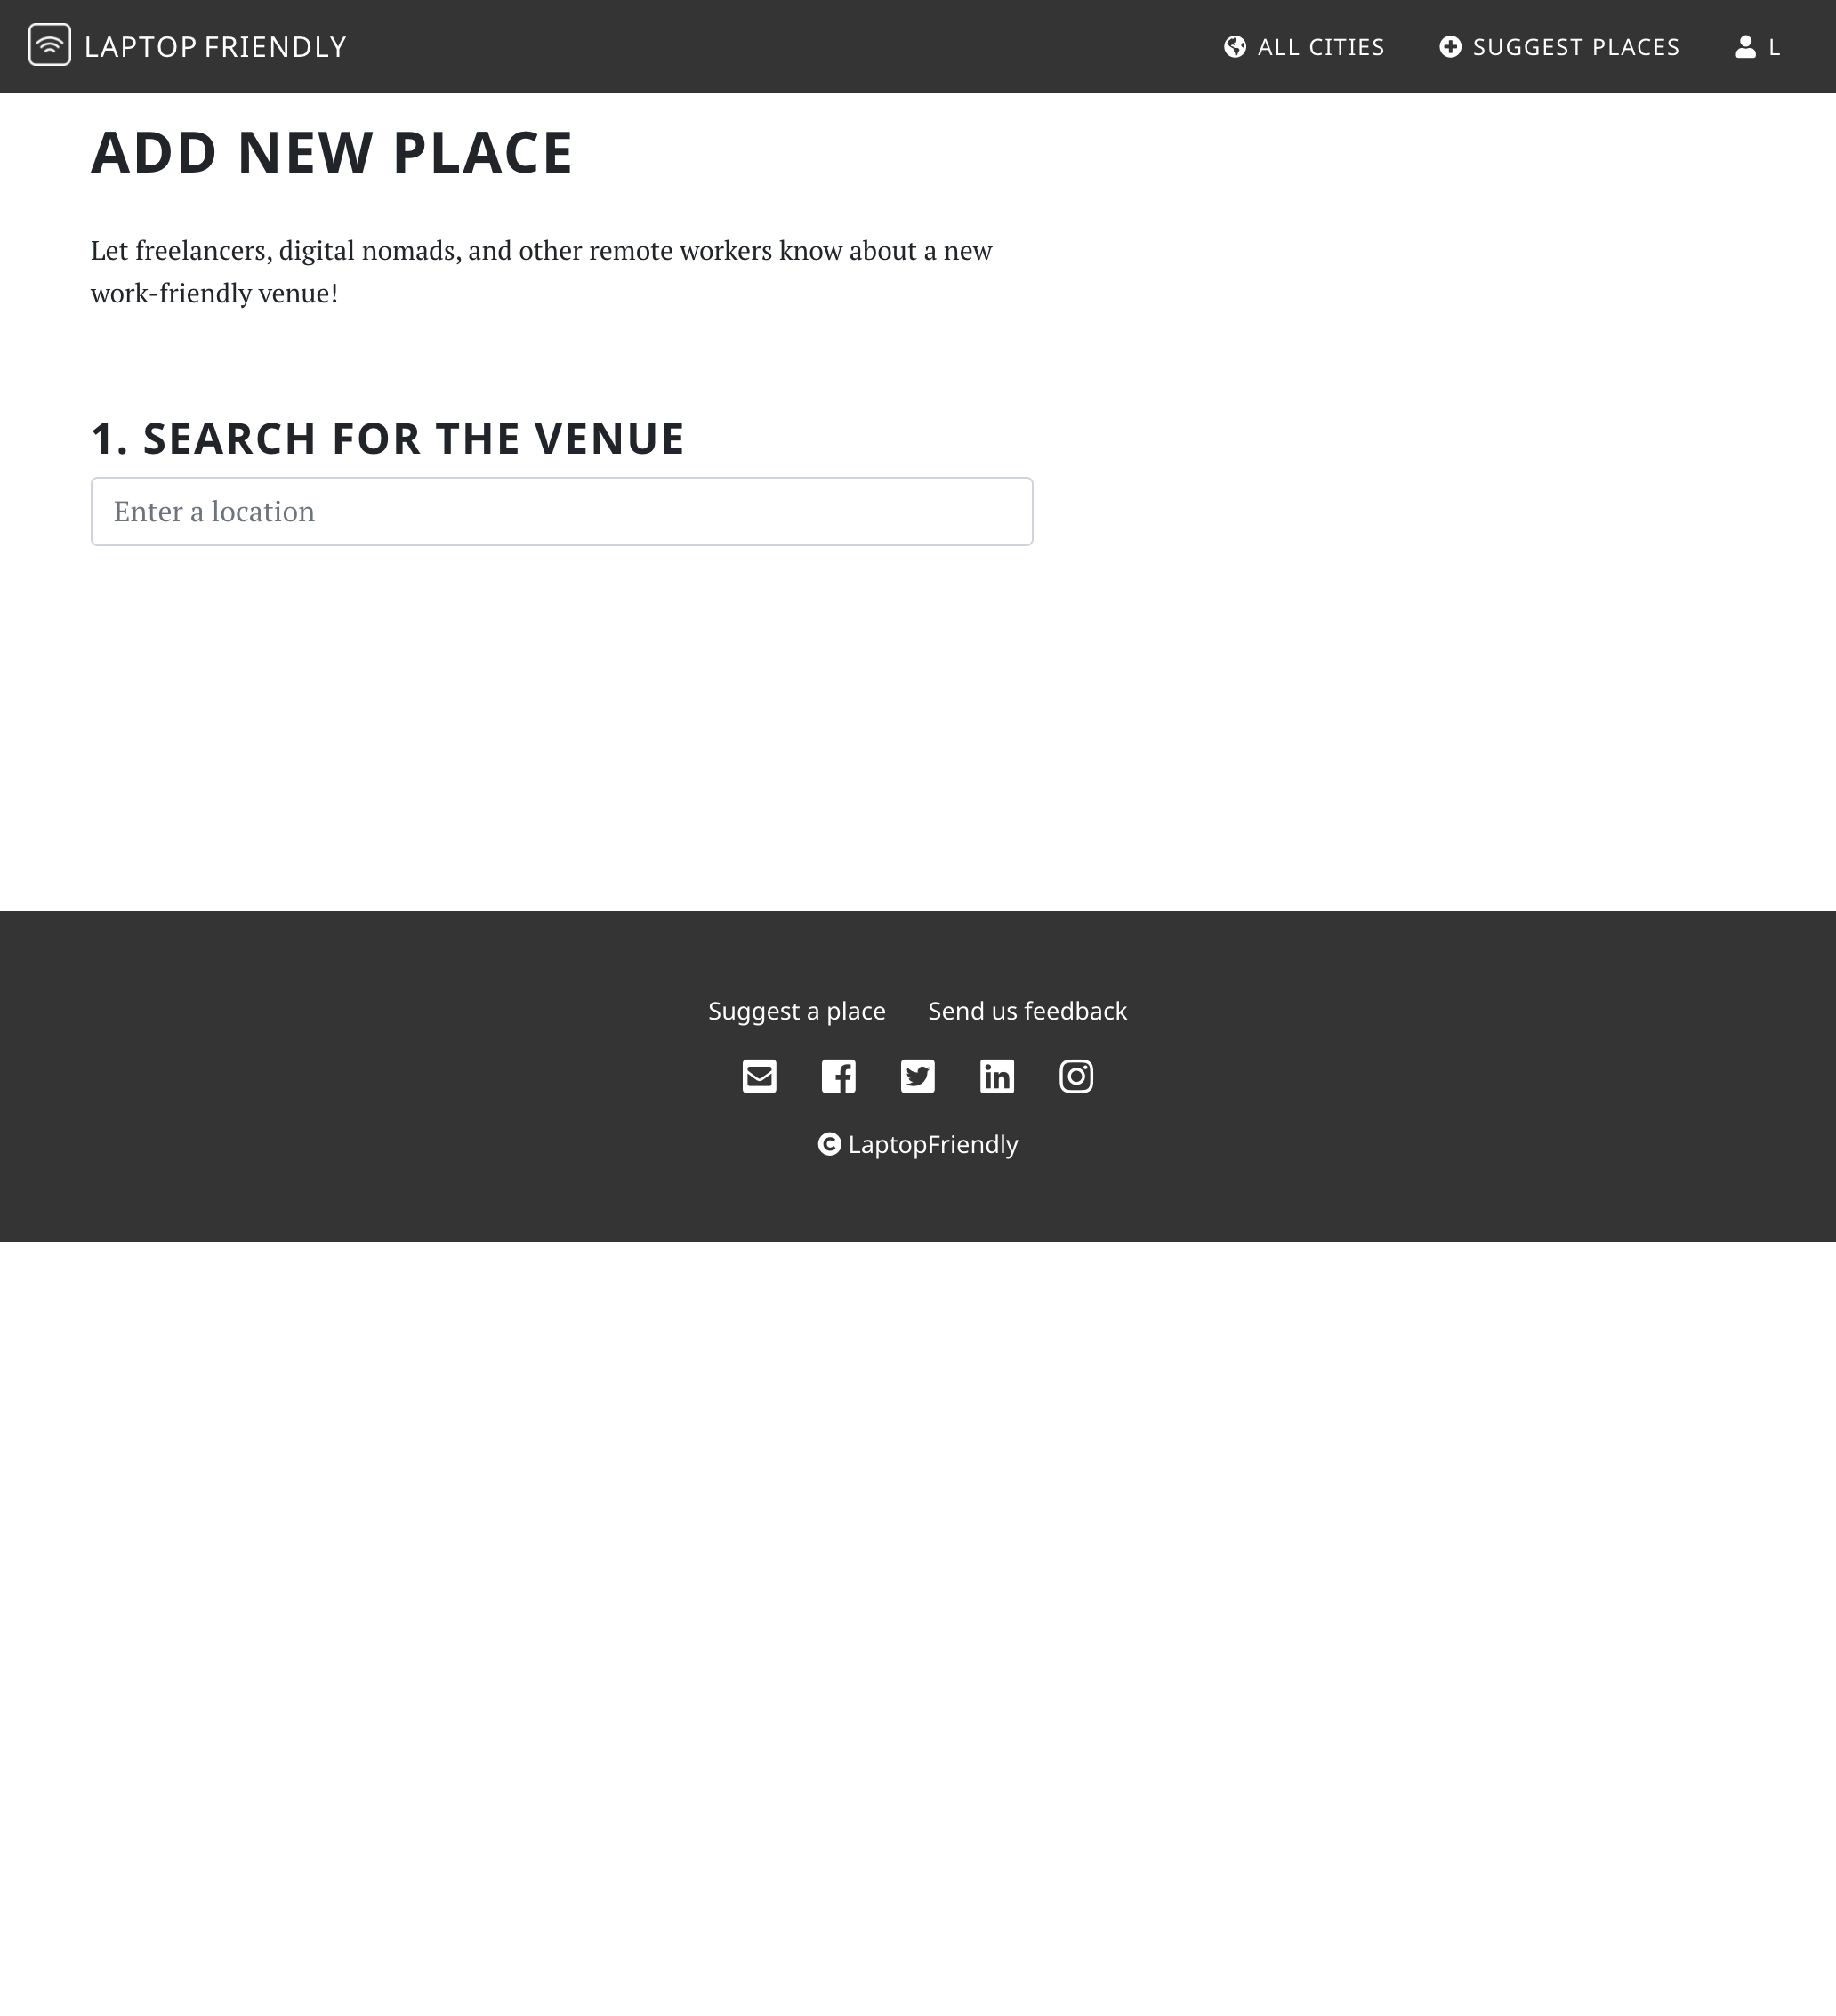 LAPTOP FRIENDLY
ALL CITIES
SUGGEST PLACES
L
ADD NEW PLACE
Let freelancers, digital nomads, and other remote workers know about a new
work-friendly venue!
1. SEARCH FOR THE VENUE
Enter a location
Suggest a place
Send us feedback
© LaptopFriendly